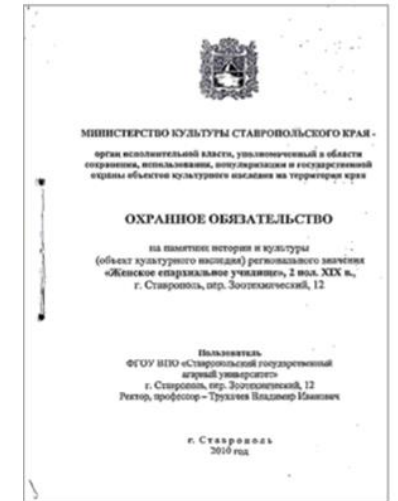 МИНИСТЕРСТВО КУЛЬТУРЫ СТАВРОПОЛЬСКОГО КРАЯ -
орган исполнительной власти, уполномоченный в области
сохранения, использования, популяризации и государственной
охраны объектов культурного наследия на территории края
ОХРАННОЕ ОБЯЗАТЕЛЬСТВО
на памятник истории и культуры
(объект культурного наследия) регионального значения
«Женское епархиальное училище», 2 пол. XIX в.,
г. Ставрополь, пер. Зоотехнический, 12
Пользователь
ФГОУ ВПО «Ставропольский государственный
аграрный университет»
г. Ставрополь, пер. Зоотехнический, 12
Ректор, профессор – Трухачев Владимир Иванович
г. Ставрополь
2010 год